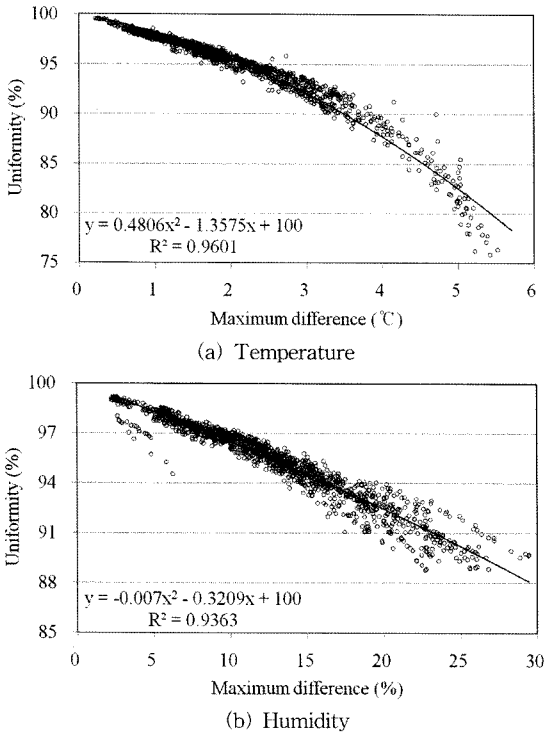 100
95
90
85
80
75
Uniformity (%)
y = 0.4806x² - 1.3575x + 100
R² = 0.9601
0 1 2 3 4 5 6
Maximum difference (℃)
(a) Temperature
100
97
94
91
88
85
Uniformity (%)
y = -0.007x² - 0.3209x + 100
R² = 0.9363
0 5 10 15 20 25 30
Maximum difference (%)
(b) Humidity